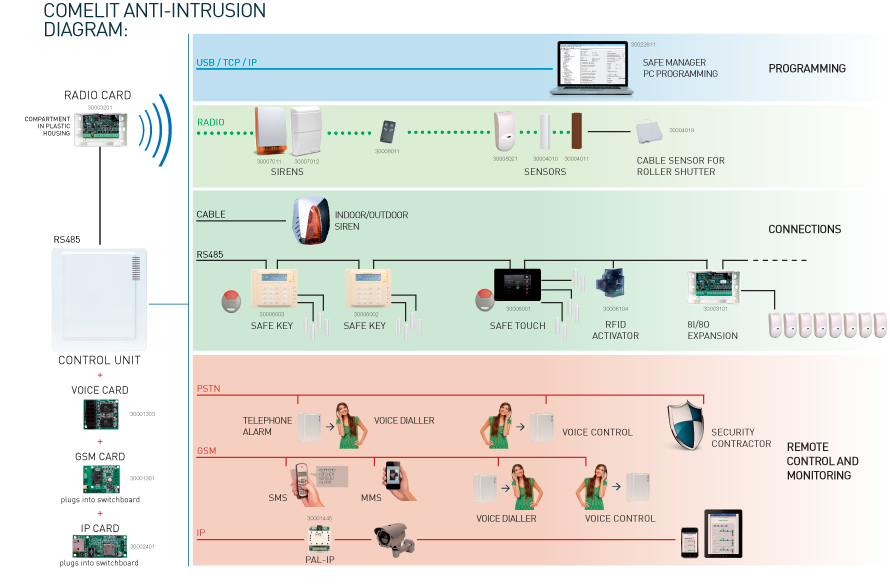 COMELIT ANTI-INTRUSION
DIAGRAM:
RADIO CARD
30003201
COMPARTMENT
IN PLASTIC
HOUSING
RS485
CONTROL UNIT
+
VOICE CARD
30001303
+
GSM CARD
30001301
plugs into switchboard
+
IP CARD
30002401
plugs into switchboard
USB / TCP / IP
30022811
SAFE MANAGER
PC PROGRAMMING
PROGRAMMING
RADIO
30007011
30007012
SIRENS
30008011
30008021
30004010
30004011
SENSORS
30004019
CABLE SENSOR FOR
ROLLER SHUTTER
CABLE
INDOOR/OUTDOOR
SIREN
CONNECTIONS
RS485
30006003
SAFE KEY
30006002
SAFE KEY
30006001
SAFE TOUCH
30006104
RFID
ACTIVATOR
30003101
8I/8O
EXPANSION
PSTN
TELEPHONE
ALARM
VOICE DIALLER
VOICE CONTROL
SECURITY
CONTRACTOR
REMOTE
CONTROL AND
MONITORING
GSM
SMS
MMS
VOICE DIALLER
VOICE CONTROL
IP
30001446
PAL-IP